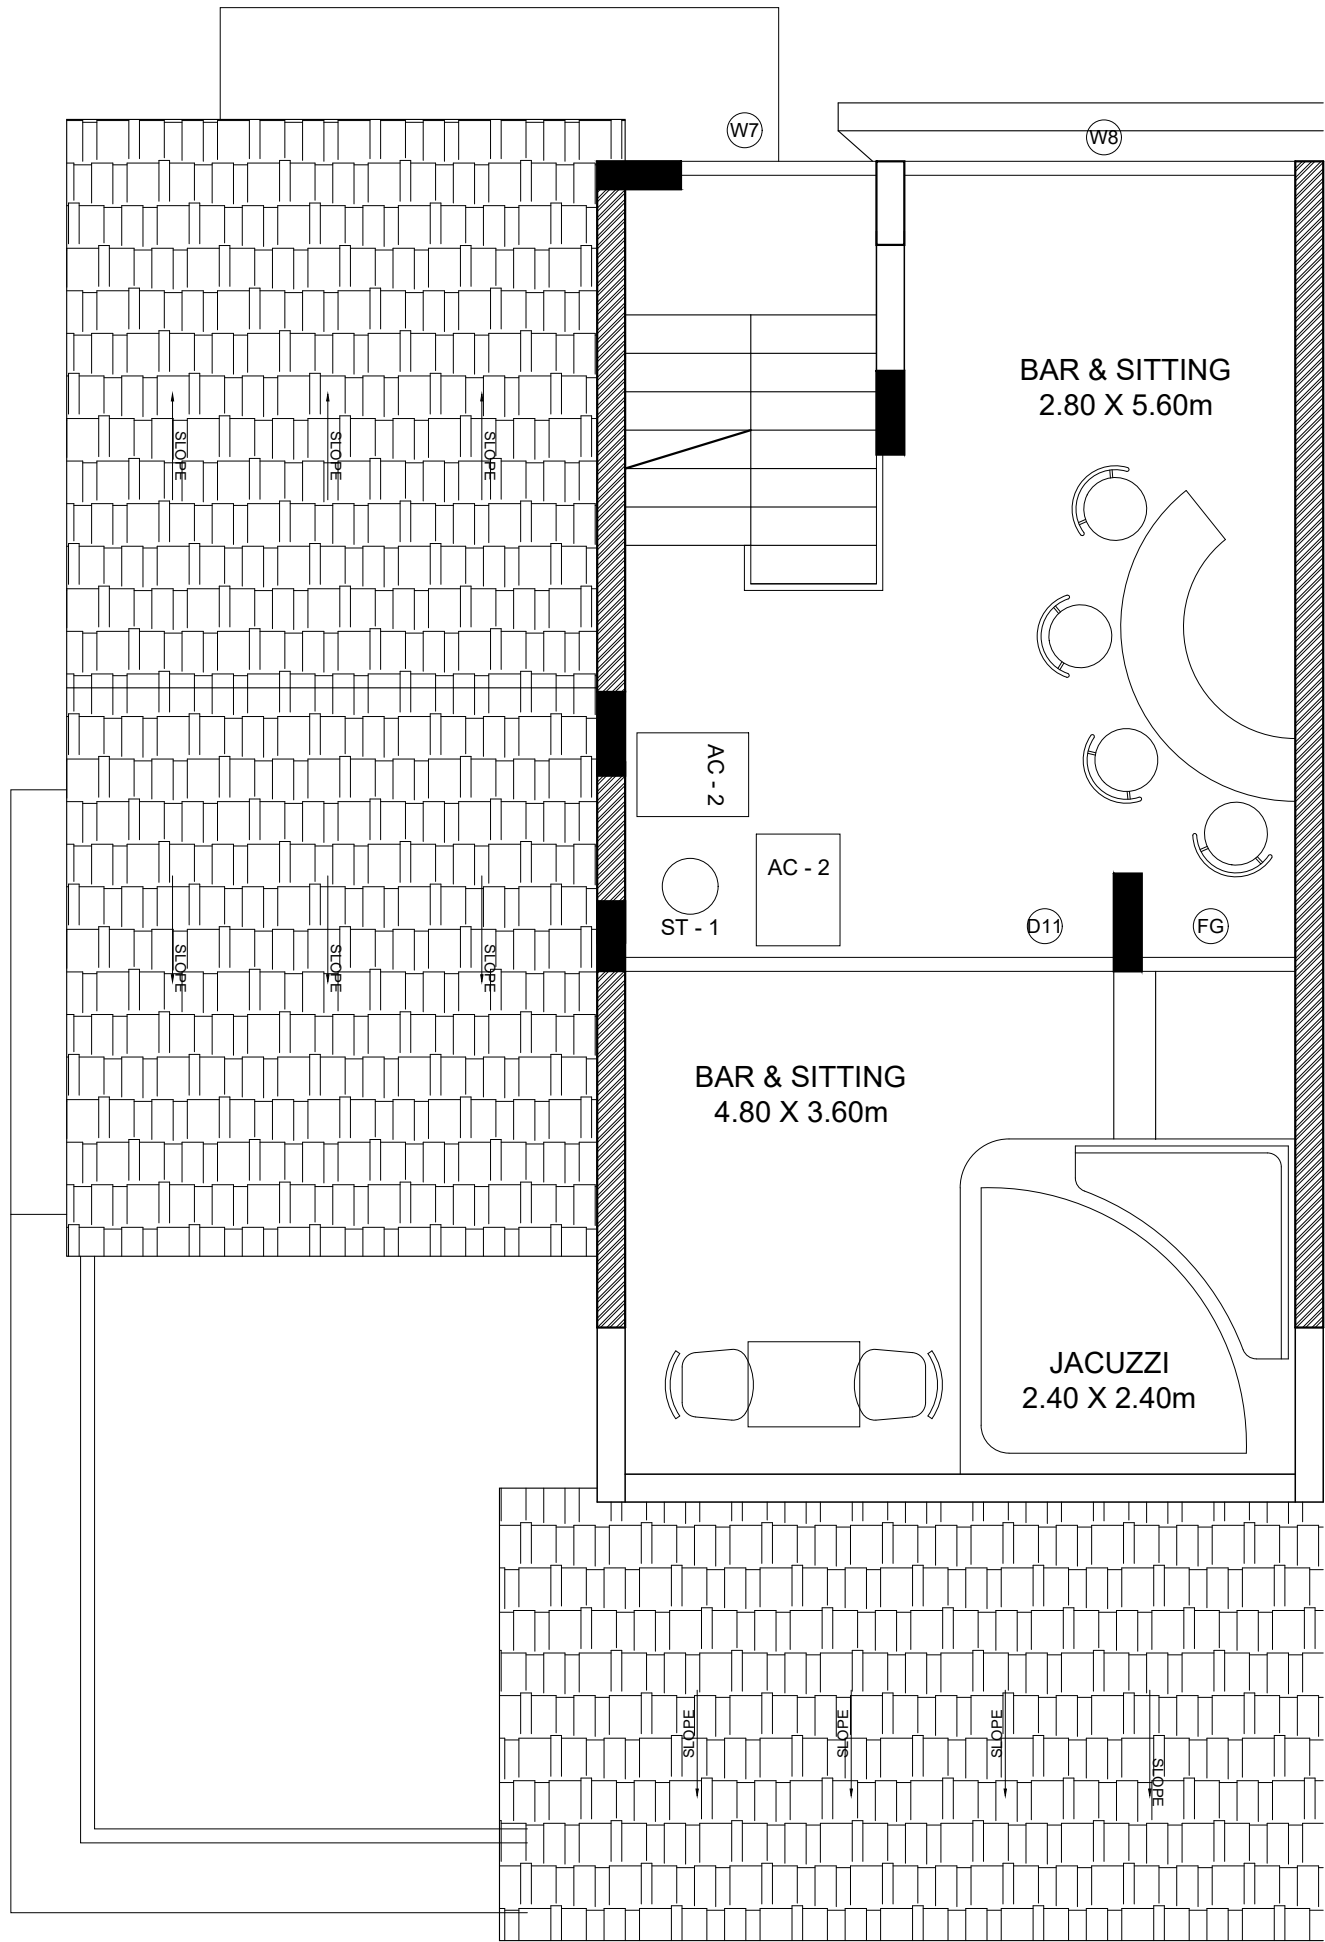 W7
W8
BAR & SITTING
2.80 X 5.60m
SLOPE
SLOPE
SLOPE
AC - 2
AC - 2
ST - 1
D11
FG
SLOPE
SLOPE
SLOPE
BAR & SITTING
4.80 X 3.60m
JACUZZI
2.40 X 2.40m
SLOPE
SLOPE
SLOPE
SLOPE